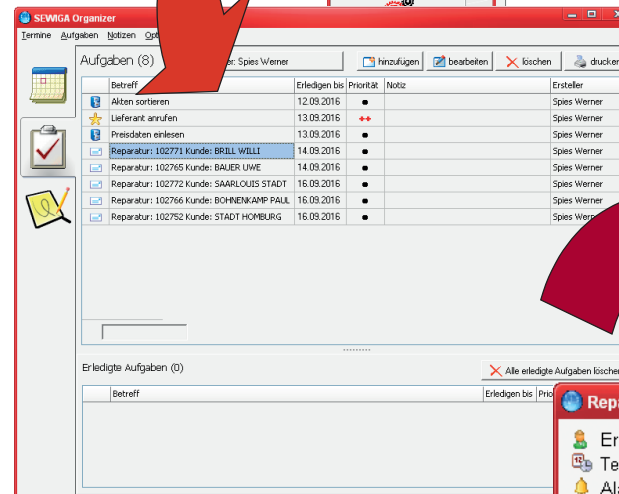 SEWIGA Organizer
Termine Aufgaben Notizen
Aufgaben (8)
Spies Werner
hinzufügen bearbeiten löschen drucken
Betreff Erledigen bis Priorität Notiz Ersteller
Akten sortieren 12.09.2016 Spies Werner
Lieferant anrufen 13.09.2016 ++ Spies Werner
Preisdaten einlesen 13.09.2016 Spies Werner
Reparatur: 102771 Kunde: BRILL WILLI 14.09.2016 Spies Werner
Reparatur: 102765 Kunde: BAUER UWE 14.09.2016 Spies Werner
Reparatur: 102772 Kunde: SAARLOUIS STADT 16.09.2016 Spies Werner
Reparatur: 102766 Kunde: BOHNENKAMP PAUL 16.09.2016 Spies Werner
Reparatur: 102752 Kunde: STADT HOMBURG 16.09.2016 Spies Werner
Erledigte Aufgaben (0)
Alle erledigte Aufgaben löschen
Betreff Erledigen bis Prio
Repa
Er
Te
Ala